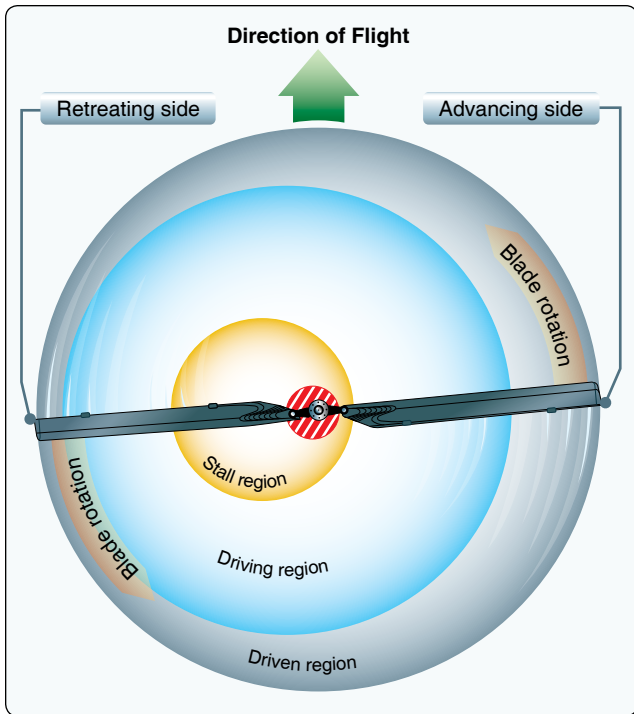 Direction of Flight
Retreating side
Advancing side
Blade rotation
Stall region
Blade rotation
Driving region
Driven region